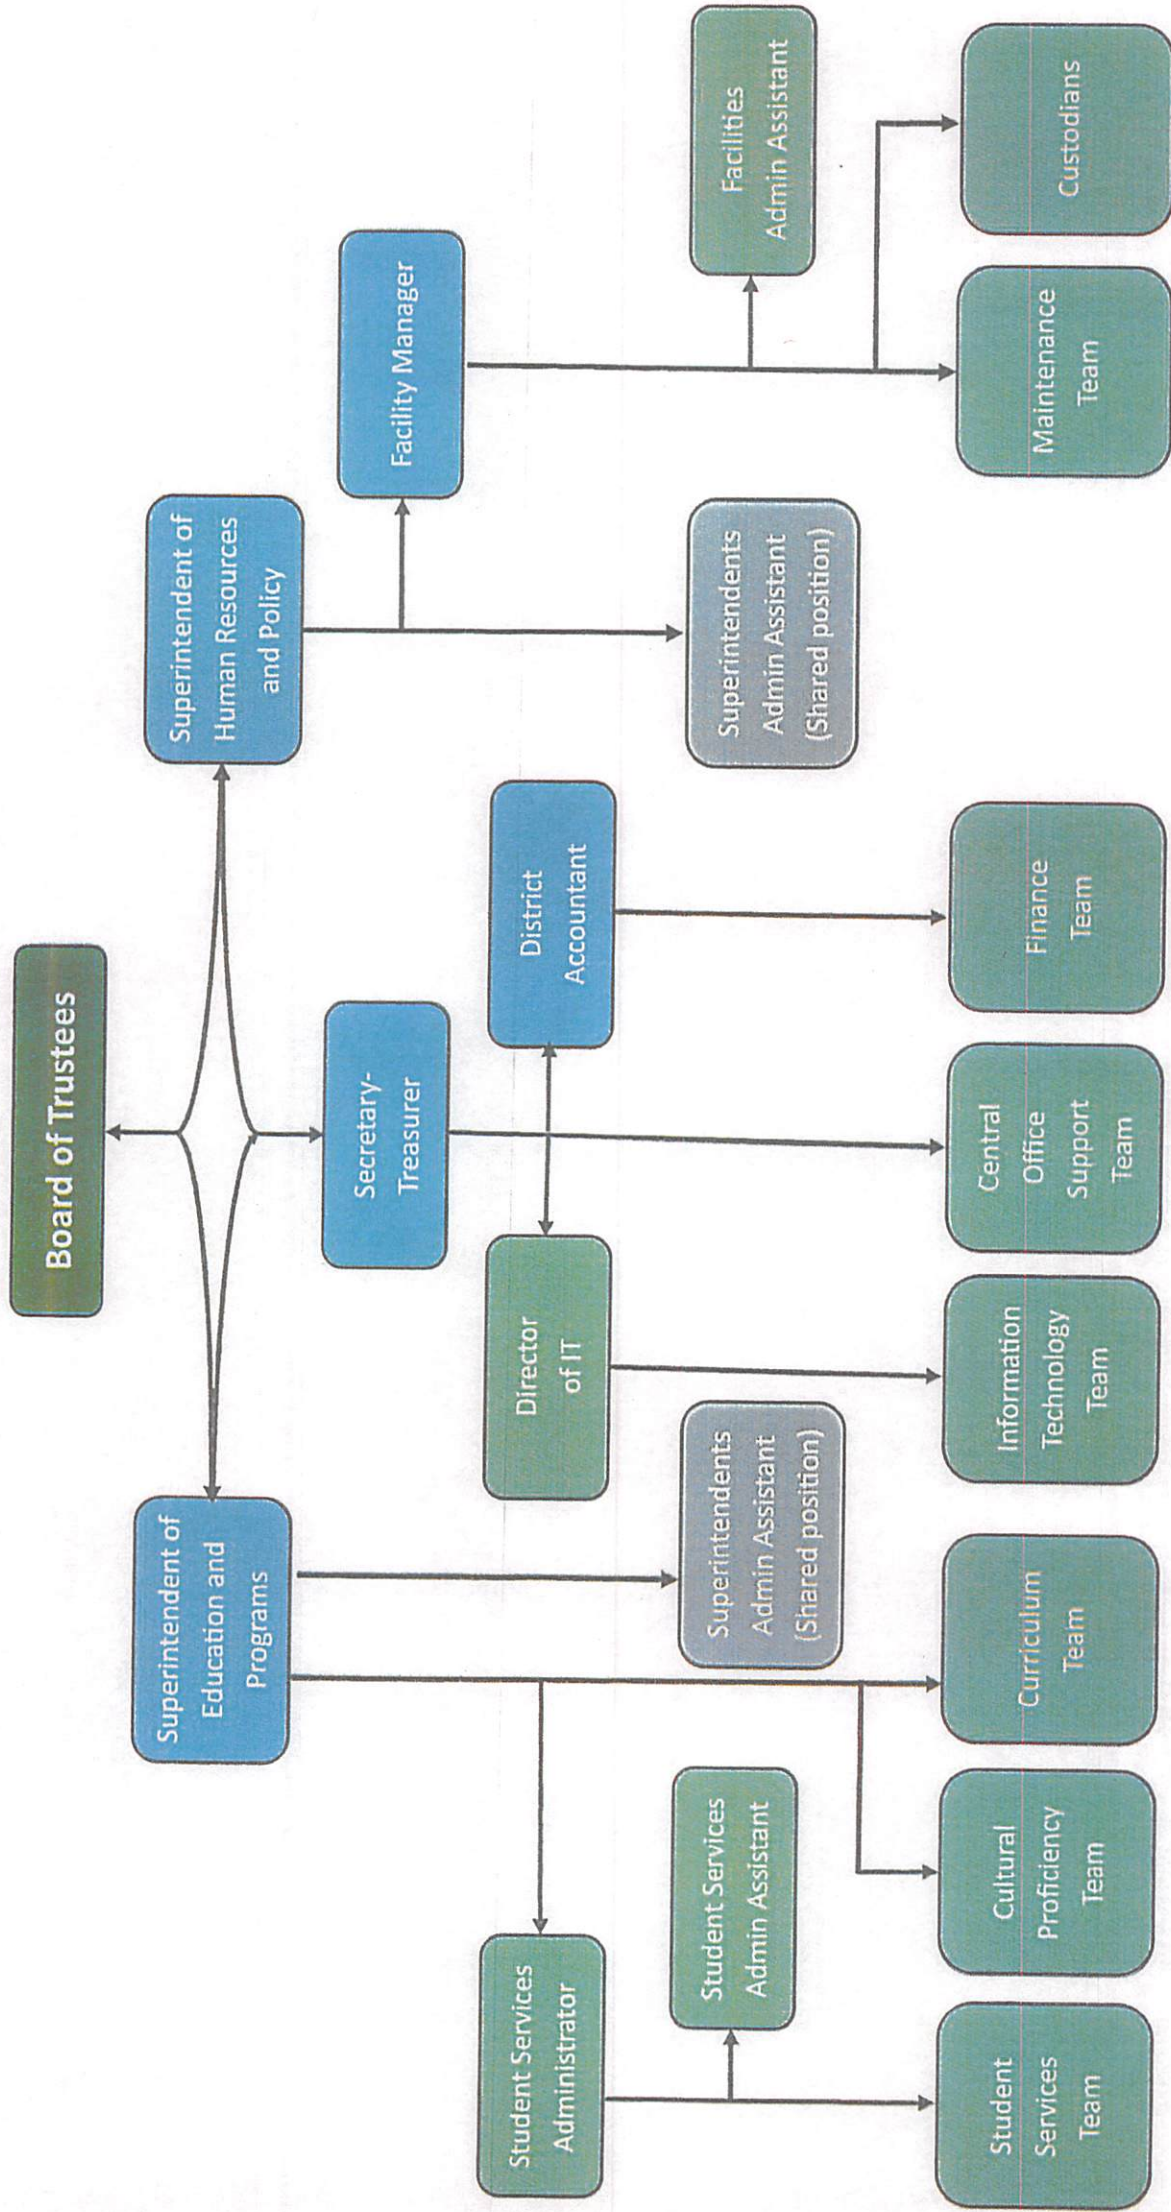 Board of Trustees
Superintendent of
Education and
Programs
Secretary-
Treasurer
Superintendent of
Human Resources
and Policy
Facility Manager
Student Services
Administrator
Director
of IT
District
Accountant
Student Services
Admin Assistant
Superintendents
Admin Assistant
(Shared position)
Superintendents
Admin Assistant
(Shared position)
Facilities
Admin Assistant
Student
Services
Team
Cultural
Proficiency
Team
Curriculum
Team
Information
Technology
Team
Central
Office
Support
Team
Finance
Team
Maintenance
Team
Custodians